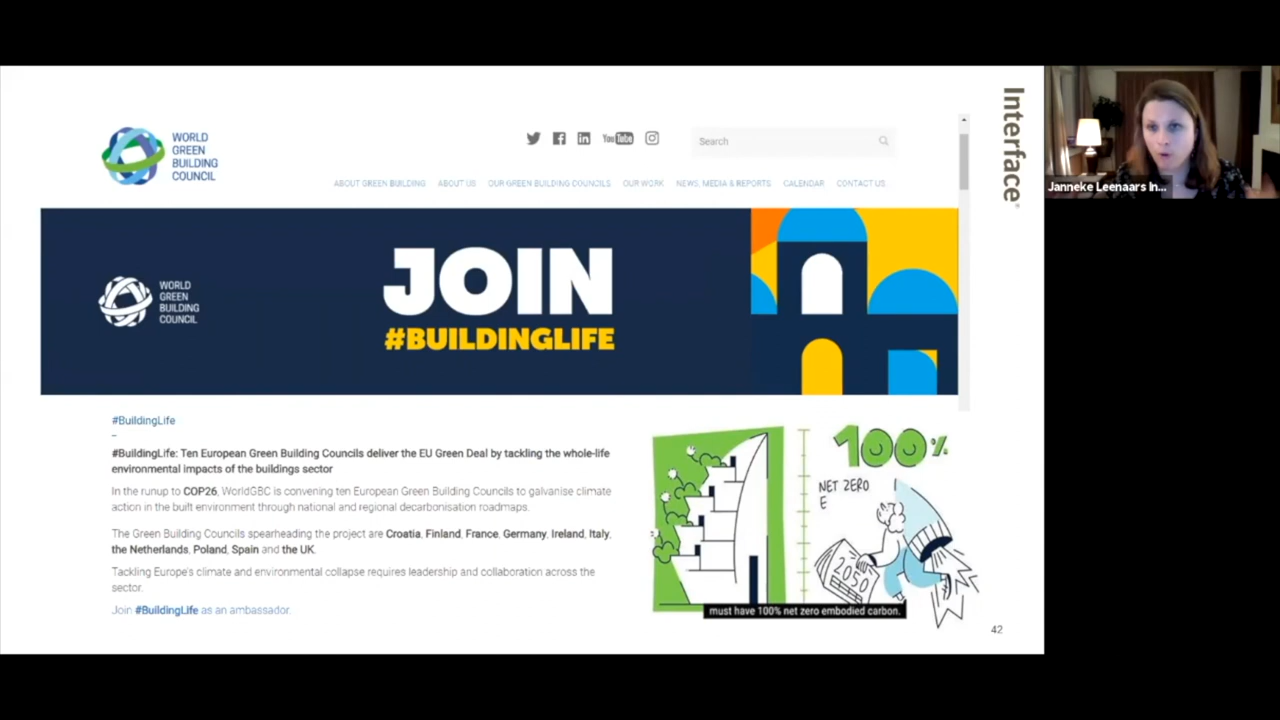 WORLD
GREEN
BUILDING
COUNCIL
YouTube
Search
ABOUT GREEN BUILDING ABOUT US OUR GREEN BUILDING COUNCILS OUR WORK NEWS, MEDIA & REPORTS CALENDAR CONTACT US
Interface®
Janneke Leenaars In...
WORLD
GREEN
BUILDING
COUNCIL
JOIN
#BUILDINGLIFE
#BuildingLife
–
#BuildingLife: Ten European Green Building Councils deliver the EU Green Deal by tackling the whole-life
environmental impacts of the buildings sector
In the runup to COP26, WorldGBC is convening ten European Green Building Councils to galvanise climate
action in the built environment through national and regional decarbonisation roadmaps.
The Green Building Councils spearheading the project are Croatia, Finland, France, Germany, Ireland, Italy,
the Netherlands, Poland, Spain and the UK.
Tackling Europe's climate and environmental collapse requires leadership and collaboration across the
sector.
Join #BuildingLife as an ambassador.
100%
NET ZERO
E
2050
must have 100% net zero embodied carbon.
42